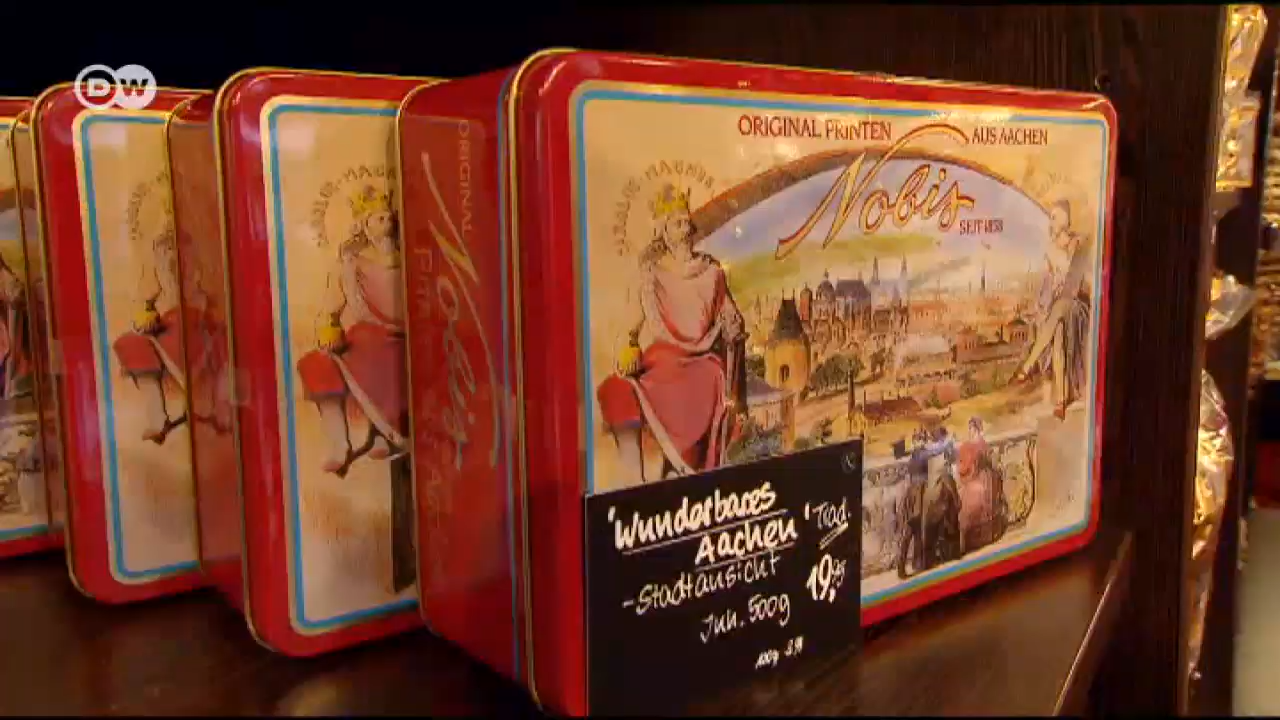 DW
ORIGINAL PRINTEN AUS AACHEN
Nobis
SEIT 1858
ORIGINAL
Nobis
'Wunderbares
Aachen' Trad.
-Stadtansicht 19,95
Inh. 500g